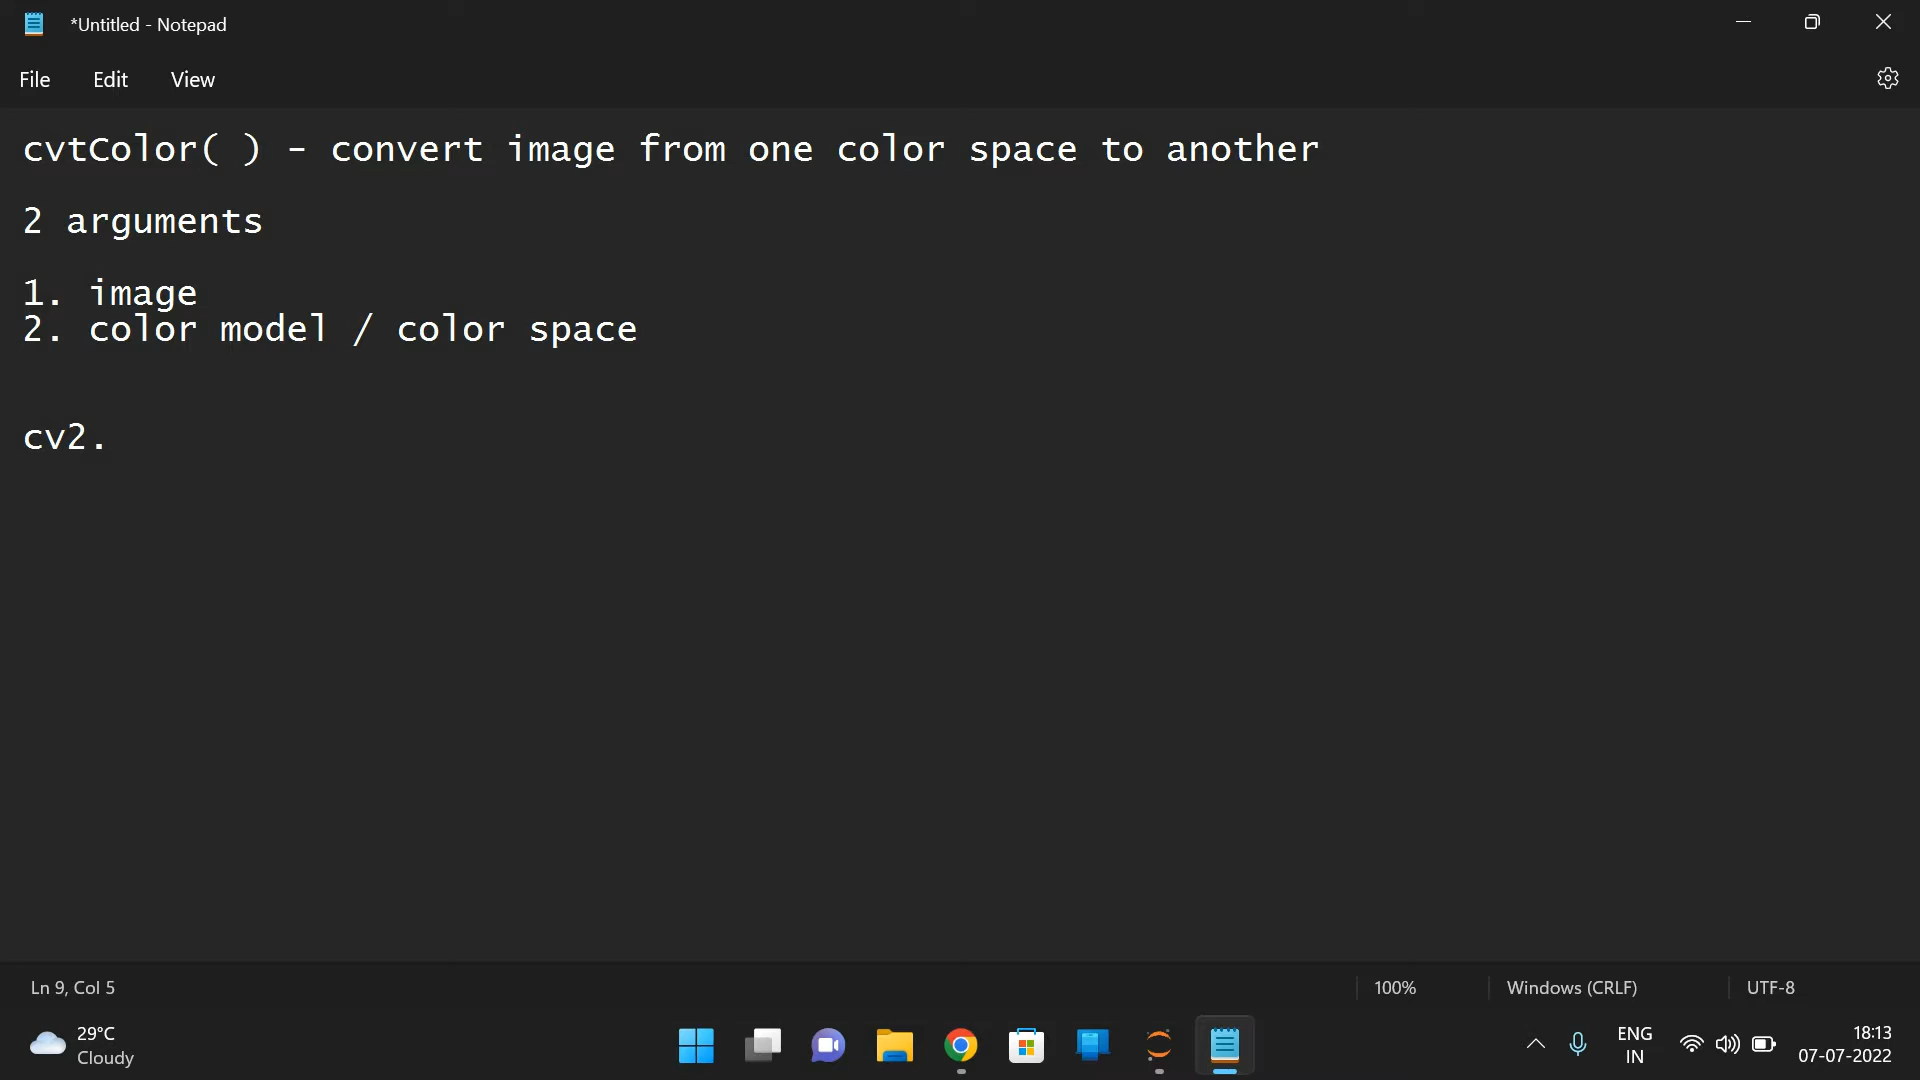 *Untitled - Notepad
File Edit View
cvtColor( ) - convert image from one color space to another
2 arguments
1. image
2. color model / color space
cv2.
Ln 9, Col 5 100% Windows (CRLF) UTF-8
29°C
Cloudy
ENG
IN
18:13
07-07-2022